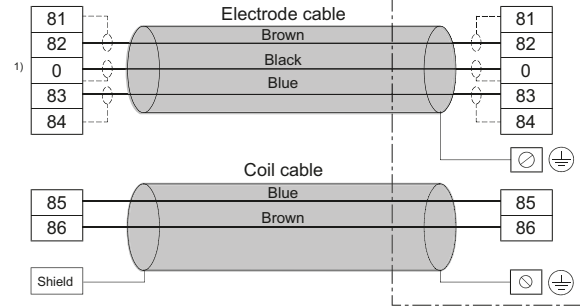 Electrode cable
81
82
1) 0
83
84
Brown
Black
Blue
81
82
0
83
84
Coil cable
85
86
Blue
Brown
85
86
Shield